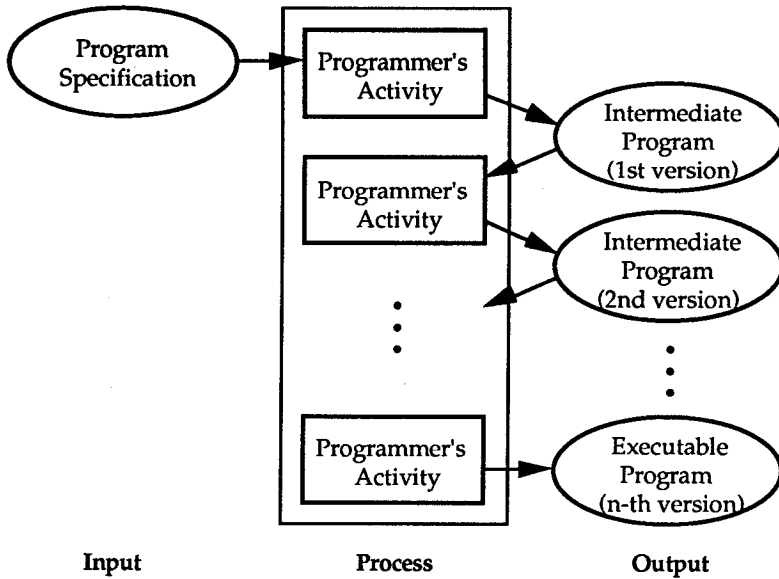 Program
Specification
Programmer's
Activity
Intermediate
Program
(1st version)
Programmer's
Activity
Intermediate
Program
(2nd version)
Programmer's
Activity
Executable
Program
(n-th version)
Input
Process
Output